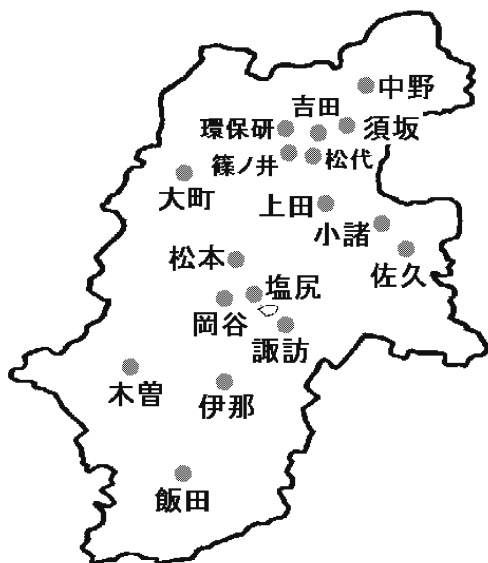 中野
吉田
環保研
須坂
篠ノ井
松代
大町
上田
小諸
松本
佐久
塩尻
岡谷
諏訪
木曽
伊那
飯田